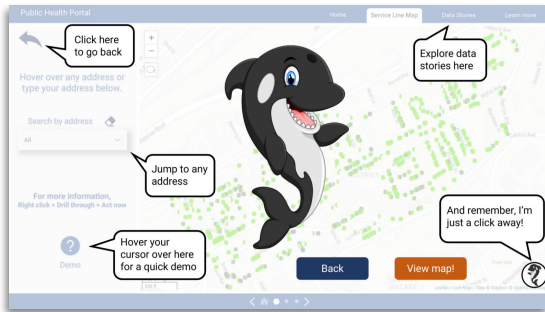 Public Health Portal
Home
Service Line Map
Data Stories
Learn more
Click here
to go back
Explore data
stories here
Hover over any address or
type your address below.
Search by address
All
Jump to any
address
For more information,
Right click > Drill through > Act now
And remember, I'm
just a click away!
Hover your
cursor over here
for a quick demo
?
Demo
Back
View map!